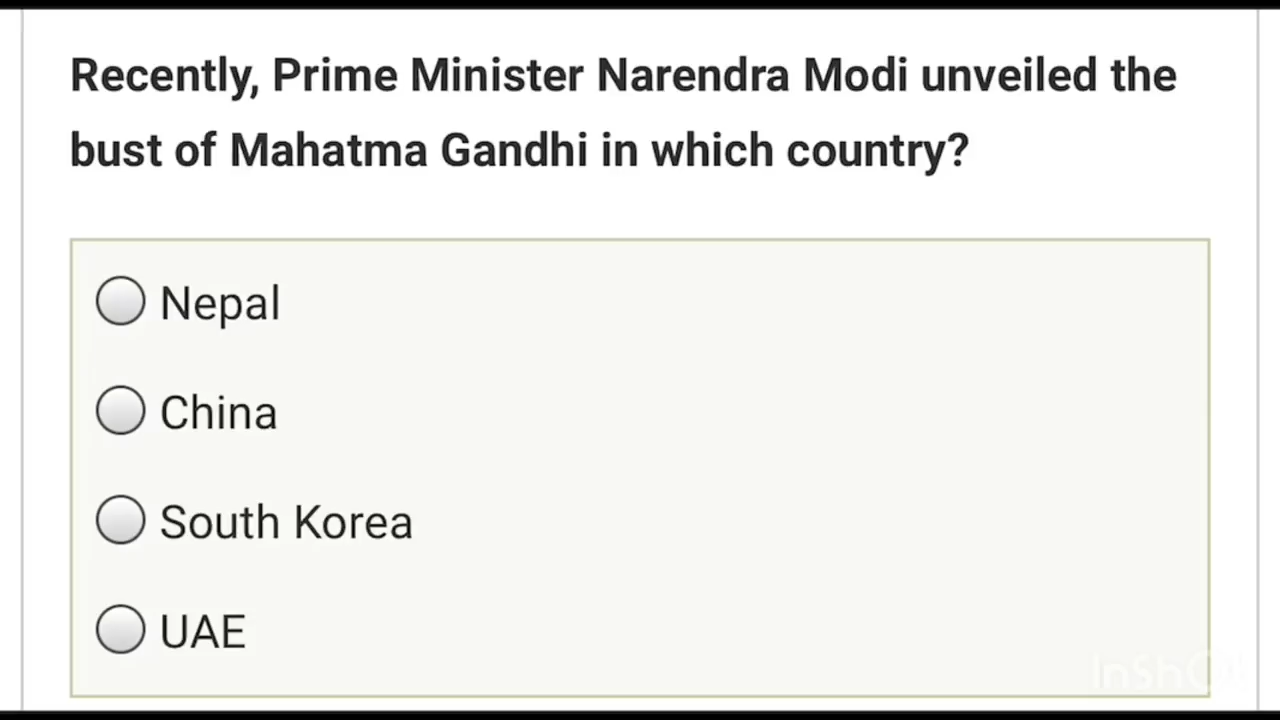 Recently, Prime Minister Narendra Modi unveiled the
bust of Mahatma Gandhi in which country?
Nepal
China
South Korea
UAE